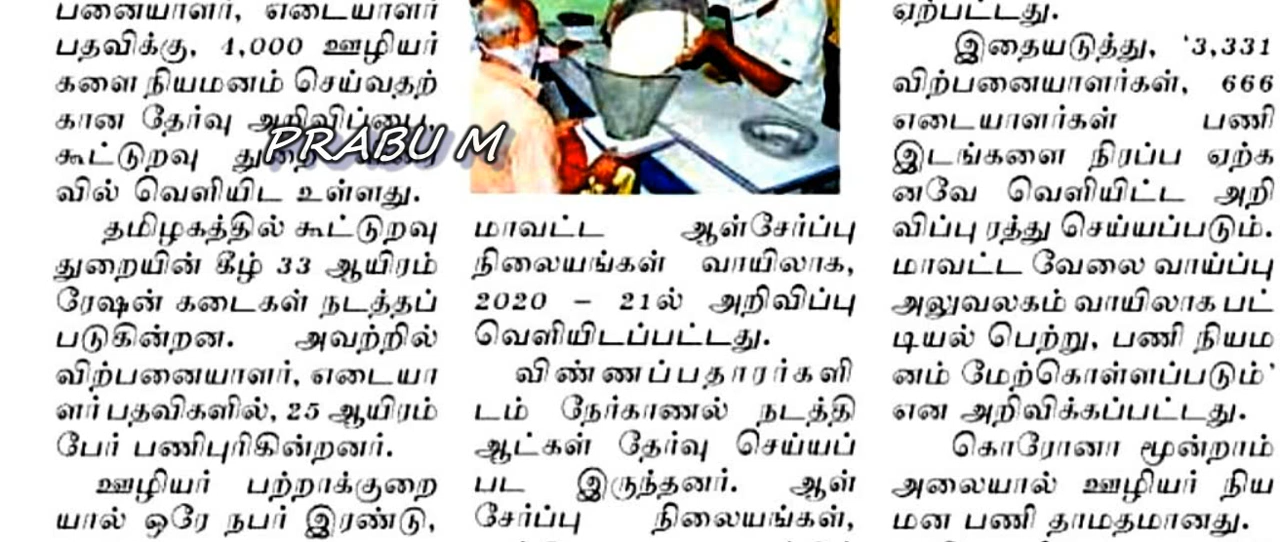 பனையாளர், எடையாளர்
பதவிக்கு, 4,000 ஊழியர்
களை நியமனம் செய்வதற்
கான தேர்வு அறிவிப்பை,
கூட்டுறவு துறை
வில் வெளியிட உள்ளது.
தமிழகத்தில் கூட்டுறவு
துறையின் கீழ் 33 ஆயிரம்
ரேஷன் கடைகள் நடத்தப்
படுகின்றன. அவற்றில்
விற்பனையாளர், எடையா
ளர் பதவிகளில், 25 ஆயிரம்
பேர் பணிபுரிகின்றனர்.
ஊழியர் பற்றாக்குறை
யால் ஒரே நபர் இரண்டு,
PRABU M
மாவட்ட ஆள்சேர்ப்பு
நிலையங்கள் வாயிலாக,
2020 – 21ல் அறிவிப்பு
வெளியிடப்பட்டது.
விண்ணப்பதாரர்களி
டம் நேர்காணல் நடத்தி
ஆட்கள் தேர்வு செய்யப்
பட இருந்தனர். ஆள்
சேர்ப்பு நிலையங்கள்,
ஏற்பட்டது.
இதையடுத்து, '3,331
விற்பனையாளர்கள், 666
எடையாளர்கள் பணி
இடங்களை நிரப்ப ஏற்க
னவே வெளியிட்ட அறி
விப்பு ரத்து செய்யப்படும்.
மாவட்ட வேலை வாய்ப்பு
அலுவலகம் வாயிலாக பட்
டியல் பெற்று, பணி நியம
னம் மேற்கொள்ளப்படும்'
என அறிவிக்கப்பட்டது.
கொரோனா மூன்றாம்
அலையால் ஊழியர் நிய
மன பணி தாமதமானது.